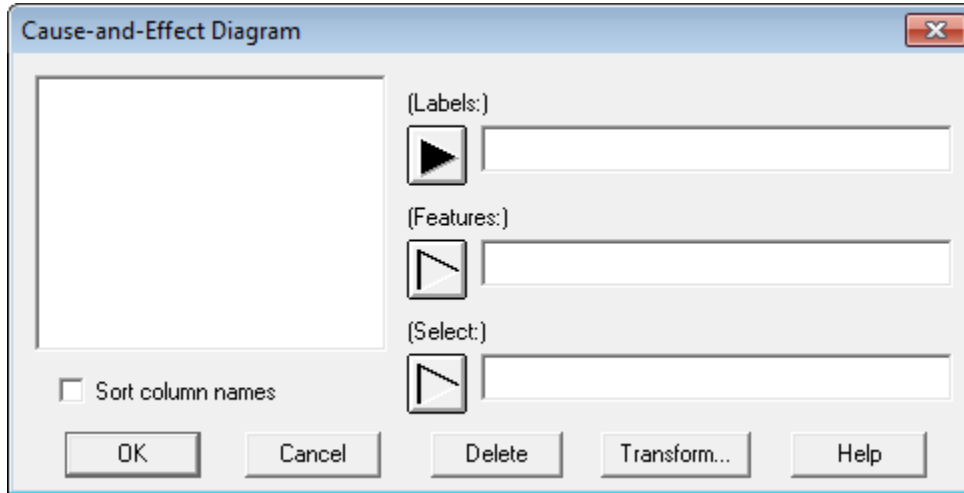 Cause-and-Effect Diagram
(Labels:)
(Features:)
(Select:)
Sort column names
OK Cancel Delete Transform... Help